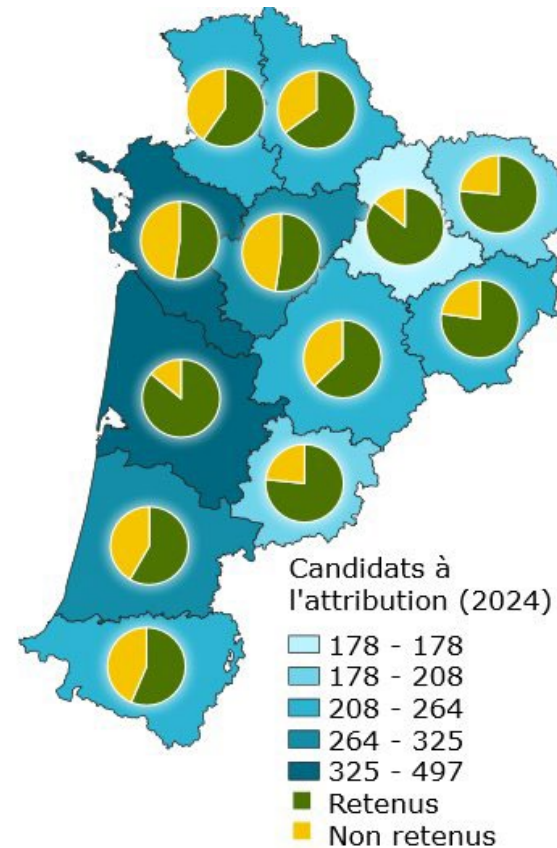 Candidats à
l'attribution (2024)
178 - 178
178 - 208
208 - 264
264 - 325
325 - 497
Retenus
Non retenus